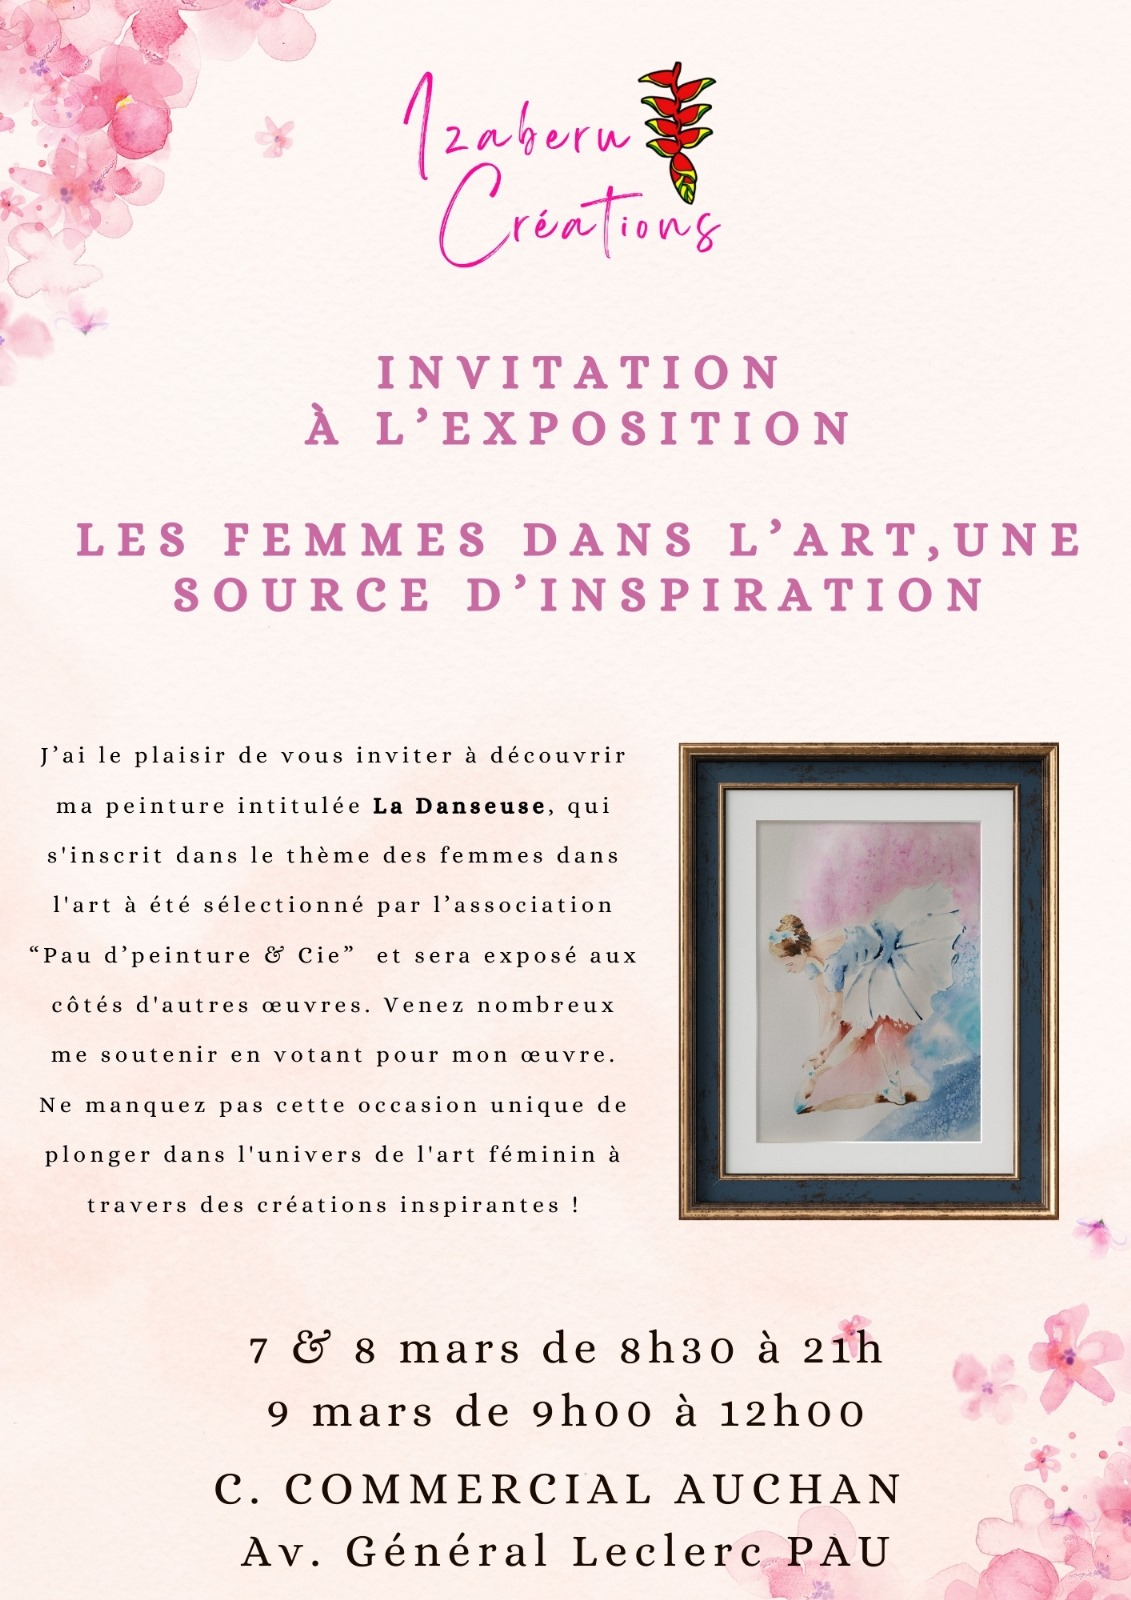 Izaberu
Créations
INVITATION
À L’EXPOSITION
LES FEMMES DANS L’ART,UNE
SOURCE D’INSPIRATION
J’ai le plaisir de vous inviter à découvrir
ma peinture intitulée La Danseuse, qui
s'inscrit dans le thème des femmes dans
l'art à été sélectionné par l’association
“Pau d’peinture & Cie” et sera exposé aux
côtés d'autres œuvres. Venez nombreux
me soutenir en votant pour mon œuvre.
Ne manquez pas cette occasion unique de
plonger dans l'univers de l'art féminin à
travers des créations inspirantes !
7 & 8 mars de 8h30 à 21h
9 mars de 9h00 à 12h00
C. COMMERCIAL AUCHAN
Av. Général Leclerc PAU